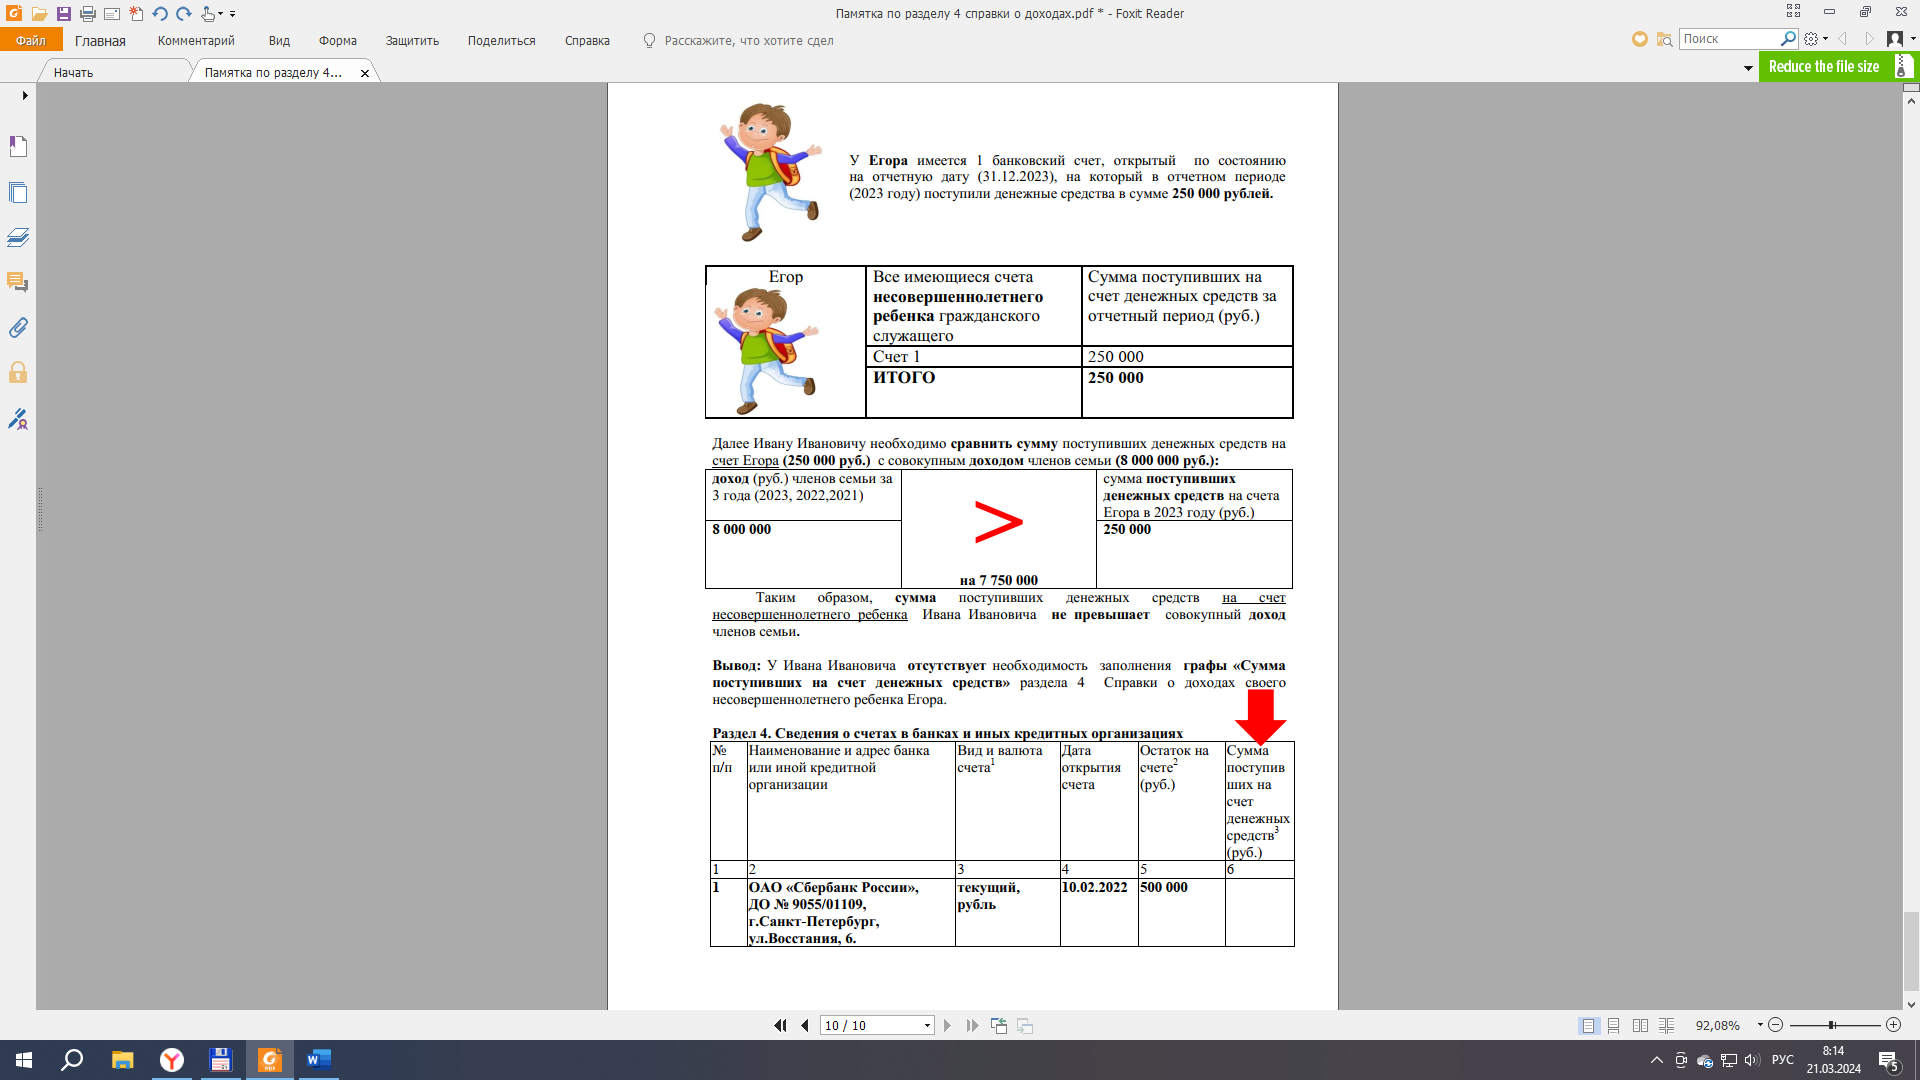 Памятка по разделу 4 справки о доходах.pdf * - Foxit Reader
Файл
Главная
Комментарий
Вид
Форма
Защитить
Поделиться
Справка
Расскажите, что хотите сдел
Поиск
Начать
Памятка по разделу 4...
Reduce the file size
У Егора имеется 1 банковский счет, открытый по состоянию
на отчетную дату (31.12.2023), на который в отчетном периоде
(2023 году) поступили денежные средства в сумме 250 000 рублей.
Егор
Все имеющиеся счета
несовершеннолетнего
ребенка гражданского
служащего
Сумма поступивших на
счет денежных средств за
отчетный период (руб.)
Счет 1
250 000
ИТОГО
250 000
Далее Ивану Ивановичу необходимо сравнить сумму поступивших денежных средств на
счет Егора (250 000 руб.) с совокупным доходом членов семьи (8 000 000 руб.):
доход (руб.) членов семьи за
3 года (2023, 2022,2021)
>
на 7 750 000
сумма поступивших
денежных средств на счета
Егора в 2023 году (руб.)
8 000 000
250 000
Таким образом, сумма поступивших денежных средств на счет
несовершеннолетнего ребенка Ивана Ивановича не превышает совокупный доход
членов семьи.
Вывод: У Ивана Ивановича отсутствует необходимость заполнения графы «Сумма
поступивших на счет денежных средств» раздела 4 Справки о доходах своего
несовершеннолетнего ребенка Егора.
Раздел 4. Сведения о счетах в банках и иных кредитных организациях
№
п/п
Наименование и адрес банка
или иной кредитной
организации
Вид и валюта
счета1
Дата
открытия
счета
Остаток на
счете2
(руб.)
Сумма
поступив
ших на
счет
денежных
средств3
(руб.)
1
2
3
4
5
6
1
ОАО «Сбербанк России»,
ДО № 9055/01109,
г.Санкт-Петербург,
ул.Восстания, 6.
текущий,
рубль
10.02.2022
500 000
10 / 10
92,08%
РУС
8:14
21.03.2024
5